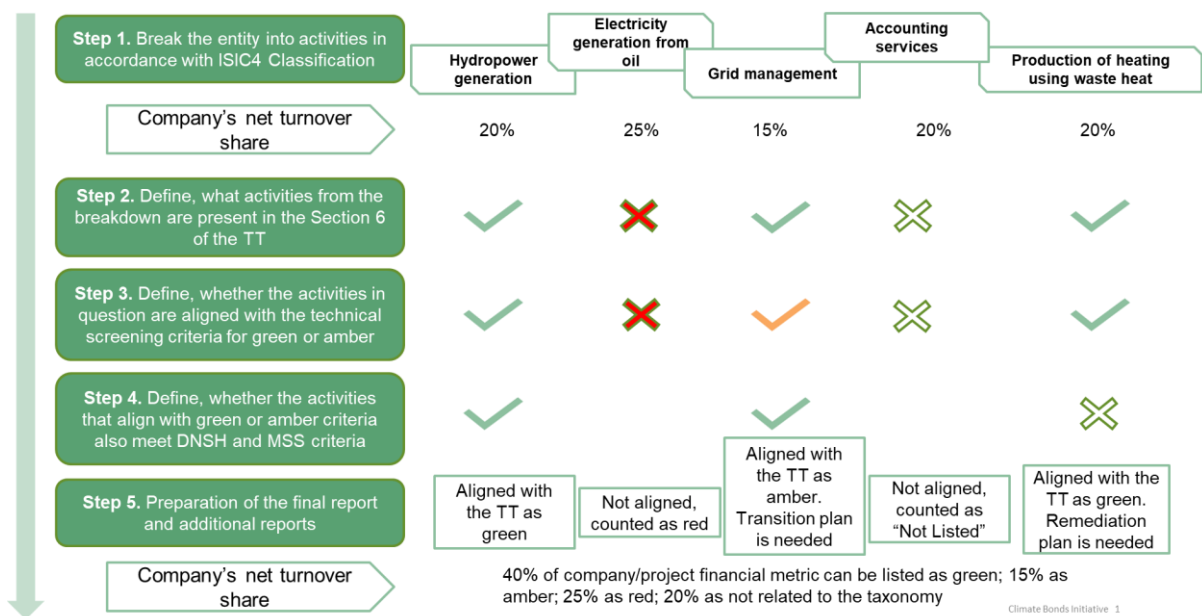 Step 1. Break the entity into activities in
accordance with ISIC4 Classification
Hydropower
generation
Electricity
generation from
oil
Grid management
Accounting
services
Production of heating
using waste heat
Company's net turnover
share
20%
25%
15%
20%
20%
Step 2. Define, what activities from the
breakdown are present in the Section 6
of the TT
Step 3. Define, whether the activities in
question are aligned with the technical
screening criteria for green or amber
Step 4. Define, whether the activities
that align with green or amber criteria
also meet DNSH and MSS criteria
Step 5. Preparation of the final report
and additional reports
Aligned with
the TT as
green
Not aligned,
counted as red
Aligned with
the TT as
amber.
Transition plan
is needed
Not aligned,
counted as
“Not Listed”
Aligned with the
TT as green.
Remediation
plan is needed
Company's net turnover
share
40% of company/project financial metric can be listed as green; 15% as
amber; 25% as red; 20% as not related to the taxonomy
Climate Bonds Initiative 1